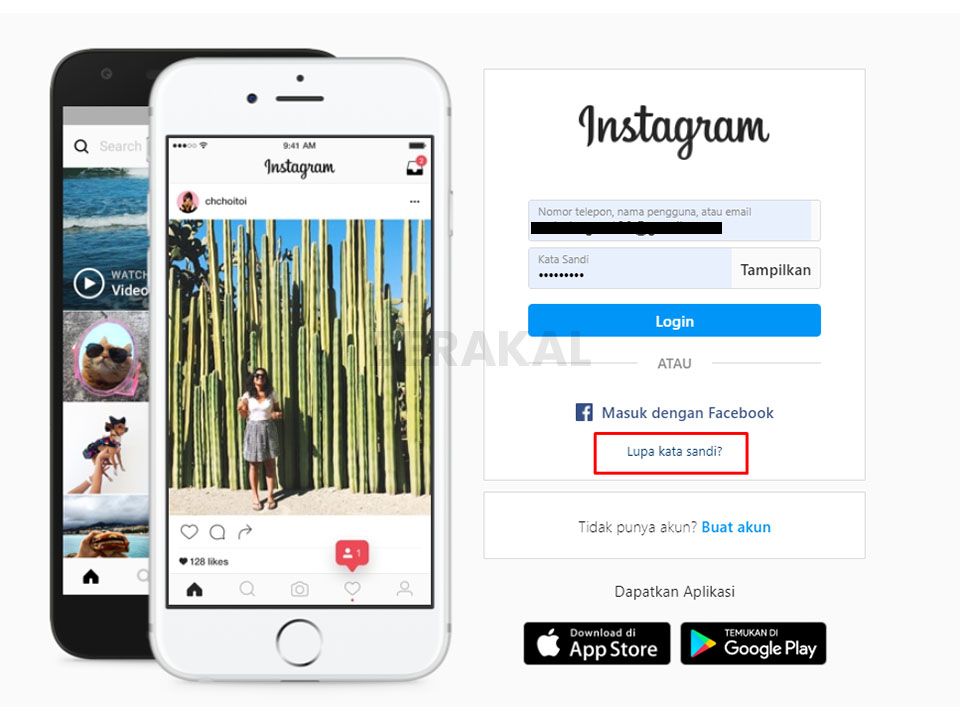 Search
WATCH
Video
9:41 AM
Instagram
2
chchoitoi
128 likes
1
BERAKAL
Instagram
Nomor telepon, nama pengguna, atau email
Kata Sandi
Tampilkan
Login
ATAU
Masuk dengan Facebook
Lupa kata sandi?
Tidak punya akun? Buat akun
Dapatkan Aplikasi
Download di
App Store
TEMUKAN DI
Google Play